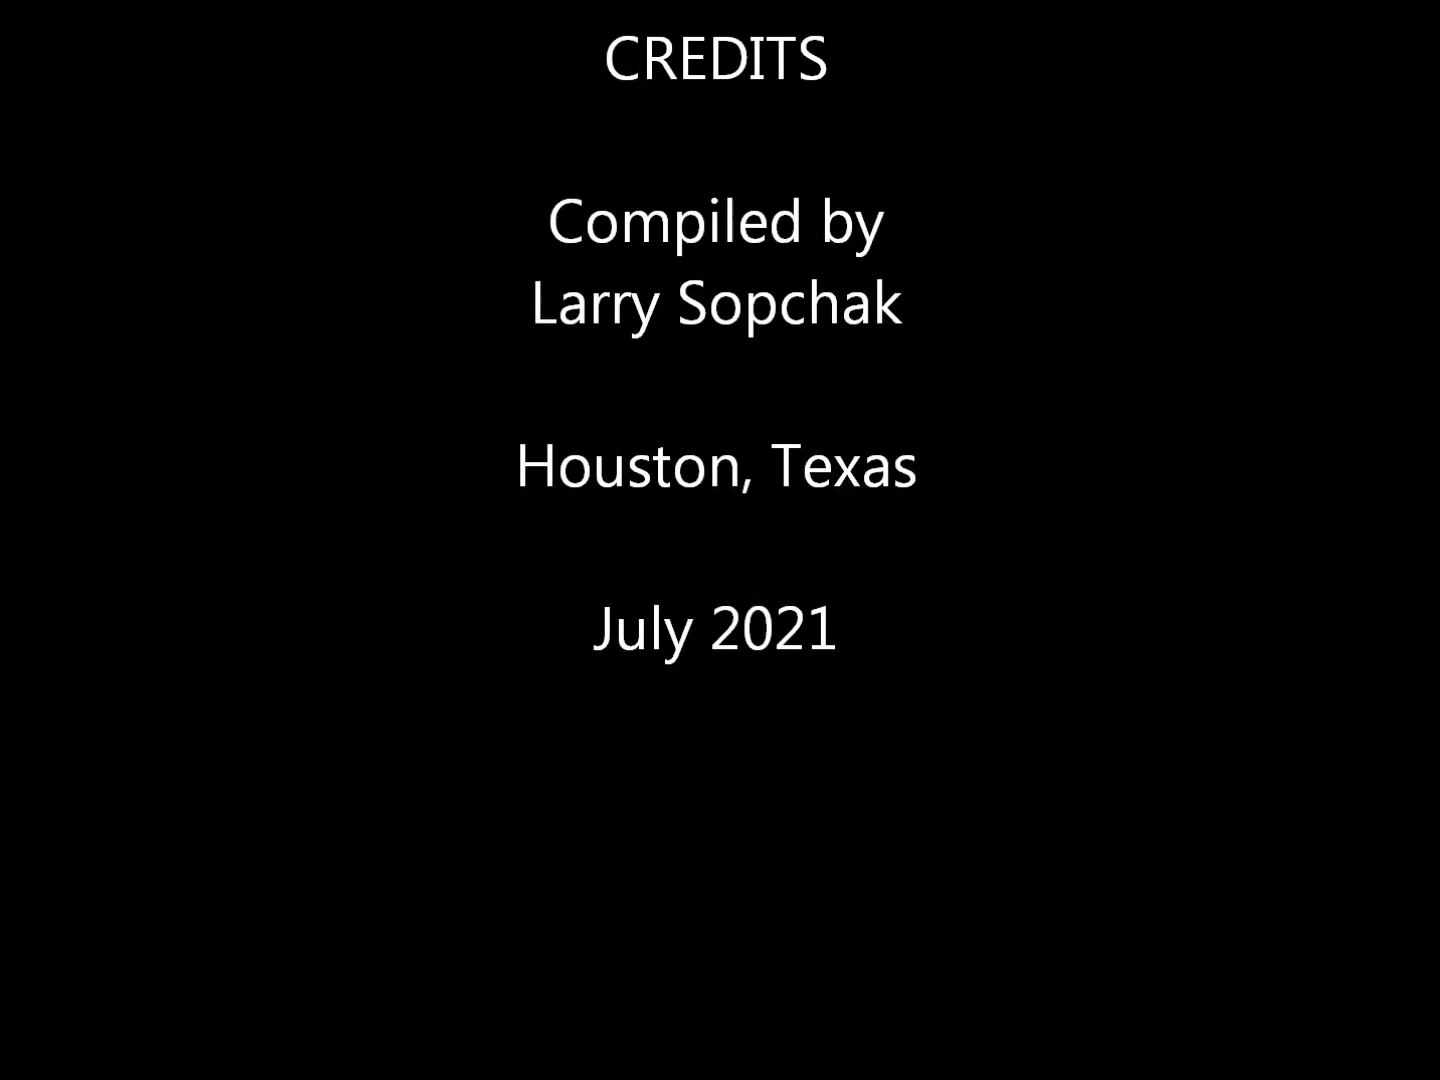 CREDITS
Compiled by
Larry Sopchak
Houston, Texas
July 2021